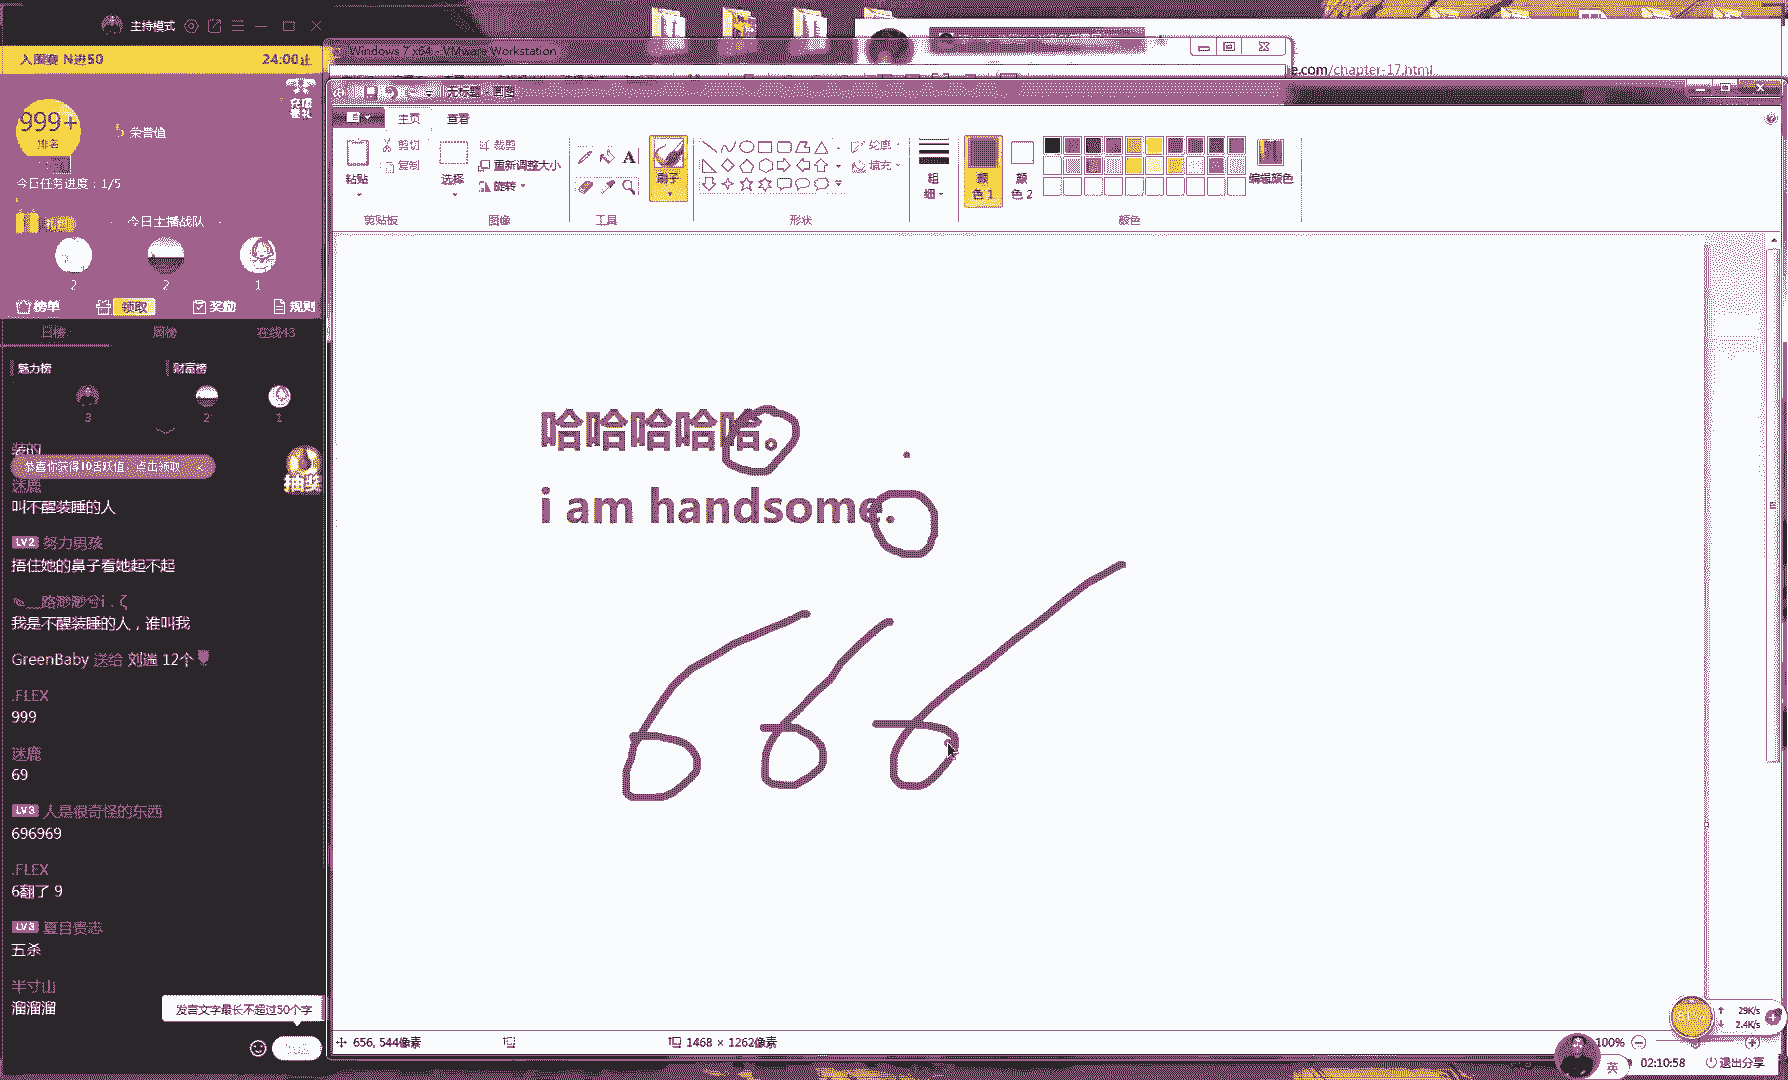 主持模式
入围赛 N进50
24:00止
999+
排名
荣誉值
今日任务进度：1/5
今日主播战队
2
2
1
榜单
领取
奖励
规则
日榜
周榜
在线43
魅力榜
财富榜
3
2
1
装的
恭喜你获得10活跃值，点击领取
抽奖
迷鹿
叫不醒装睡的人
LV2 努力男孩
捂住她的鼻子看她起不起
路渺渺兮i
我是不醒装睡的人，谁叫我
GreenBaby 送给 刘遄 12个
.FLEX
999
迷鹿
69
LV3 人是很奇怪的东西
696969
.FLEX
6翻了 9
LV3 夏目贵志
五杀
半寸山
溜溜溜
发言文字最长不超过50个字
Windows 7 x64 - VMware Workstation
e.com/chapter-17.html
无标题 - 画图
主页
查看
粘贴
剪切
复制
剪贴板
选择
裁剪
重新调整大小
旋转
图像
A
工具
刷子
轮廓
填充
形状
粗细
颜色 1
颜色 2
编辑颜色
颜色
哈哈哈哈哈。
i am handsome.
666
656, 544像素
1468 × 1262像素
100%
29K/s
2.4K/s
英
02:10:58
退出分享